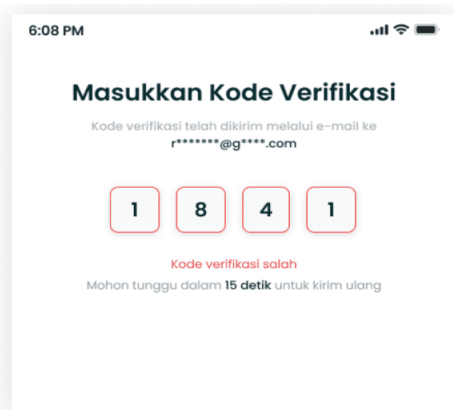 6:08 PM
Masukkan Kode Verifikasi
Kode verifikasi telah dikirim melalui e-mail ke
r*******@g****.com
1 8 4 1
Kode verifikasi salah
Mohon tunggu dalam 15 detik untuk kirim ulang